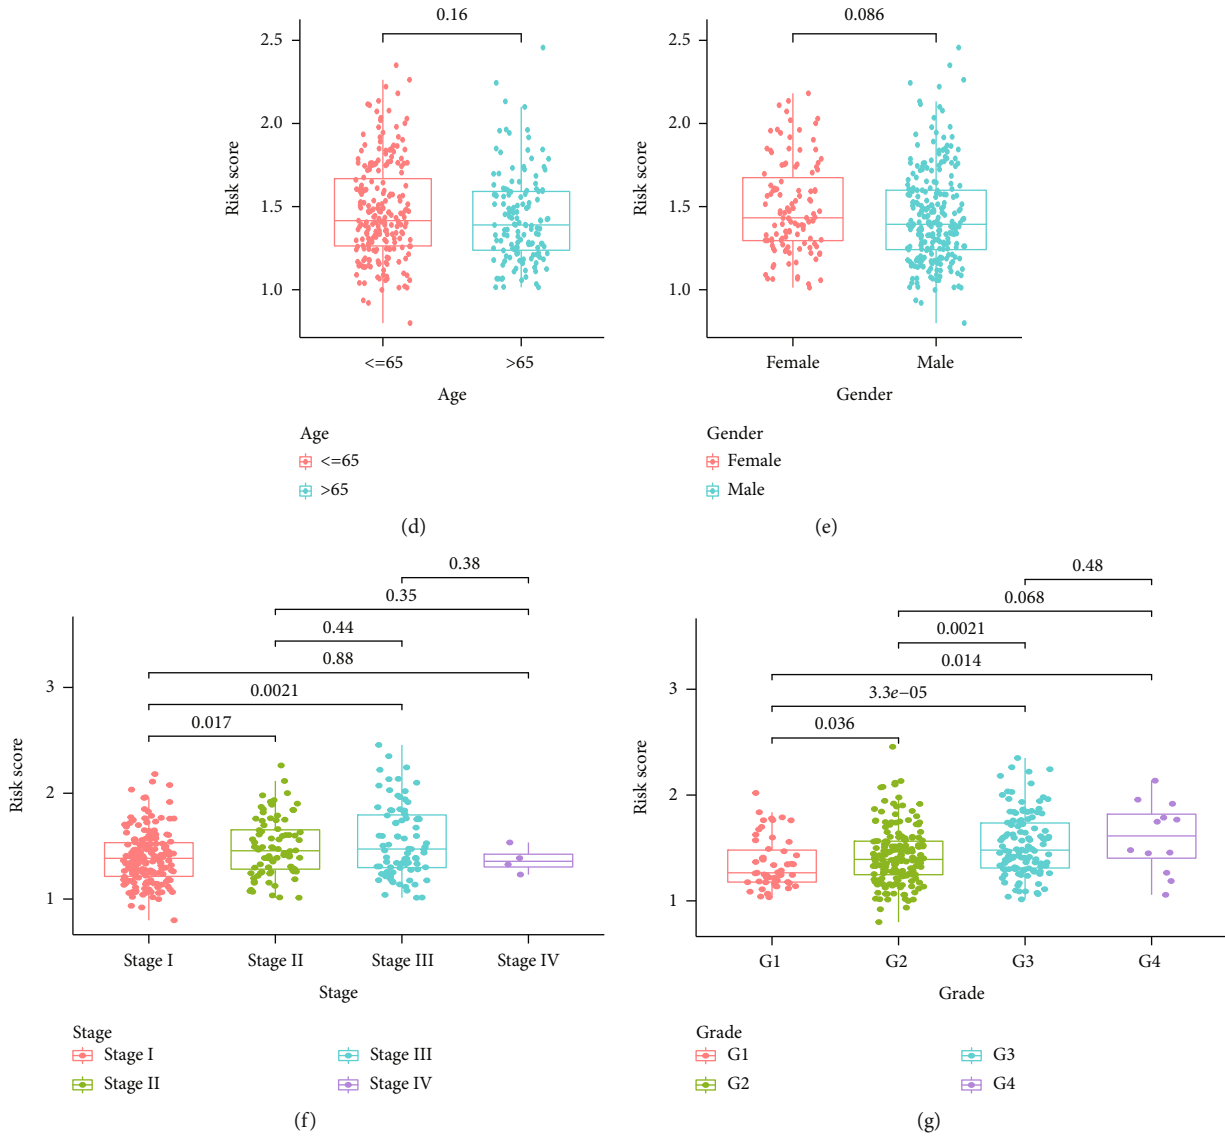 0.16
2.5
2.0
1.5
1.0
Risk score
<=65
>65
Age
Age
<=65
>65
(d)
0.086
2.5
2.0
1.5
1.0
Risk score
Female
Male
Gender
Gender
Female
Male
(e)
0.38
0.35
0.44
0.88
0.0021
0.017
3
2
1
Risk score
Stage I
Stage II
Stage III
Stage IV
Stage
Stage
Stage I
Stage II
Stage III
Stage IV
(f)
0.48
0.068
0.0021
0.014
3.3e−05
0.036
3
2
1
Risk score
G1
G2
G3
G4
Grade
Grade
G1
G2
G3
G4
(g)